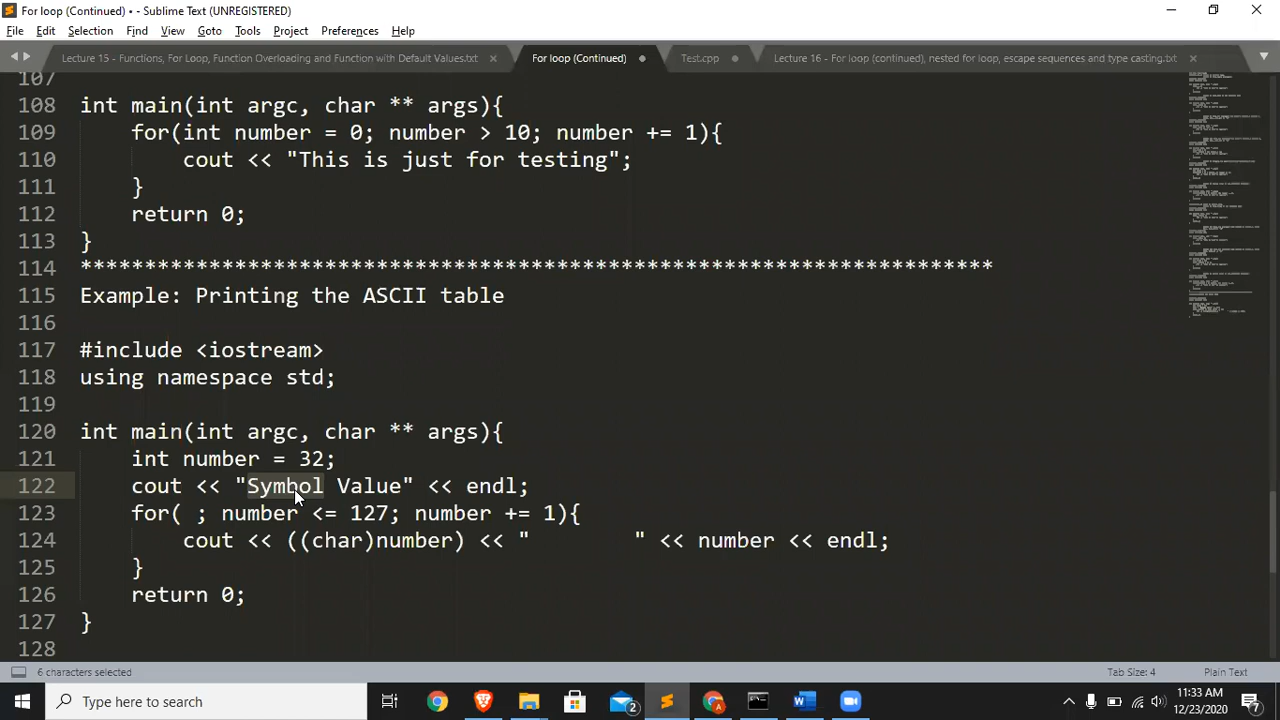 For loop (Continued) • - Sublime Text (UNREGISTERED)
File Edit Selection Find View Goto Tools Project Preferences Help
Lecture 15 - Functions, For Loop, Function Overloading and Function with Default Values.txt For loop (Continued) Test.cpp Lecture 16 - For loop (continued), nested for loop, escape sequences and type casting.txt
107
108 int main(int argc, char ** args){
109 for(int number = 0; number > 10; number += 1){
110 cout << "This is just for testing";
111 }
112 return 0;
113 }
114 ***********************************************************************
115 Example: Printing the ASCII table
116
117 #include <iostream>
118 using namespace std;
119
120 int main(int argc, char ** args){
121 int number = 32;
122 cout << "Symbol Value" << endl;
123 for( ; number <= 127; number += 1){
124 cout << ((char)number) << "        " << number << endl;
125 }
126 return 0;
127 }
128
6 characters selected Tab Size: 4 Plain Text
Type here to search 2 11:33 AM
12/23/2020 7